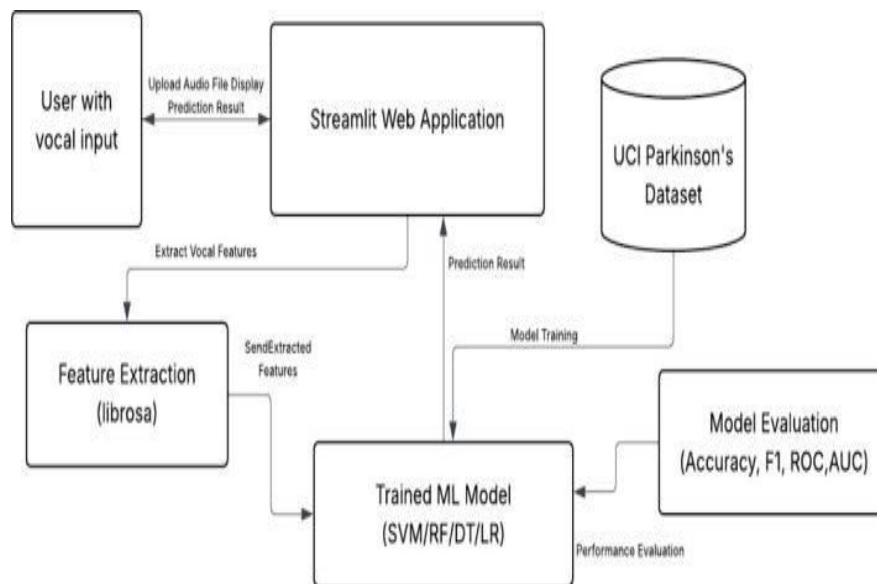 User with
vocal input
Upload Audio File Display
Prediction Result
Streamlit Web Application
UCI Parkinson's
Dataset
Extract Vocal Features
Prediction Result
Model Training
Feature Extraction
(librosa)
SendExtracted
Features
Trained ML Model
(SVM/RF/DT/LR)
Model Evaluation
(Accuracy, F1, ROC,AUC)
Performance Evaluation